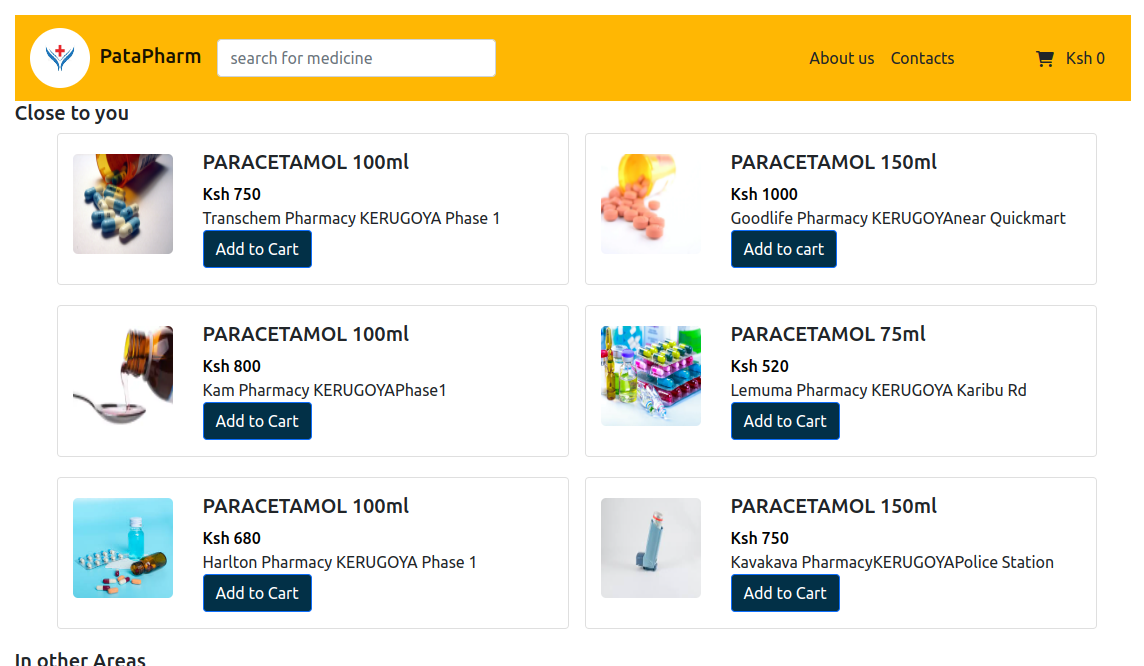 PataPharm
search for medicine
About us
Contacts
Ksh 0
Close to you
PARACETAMOL 100ml
Ksh 750
Transchem Pharmacy KERUGOYA Phase 1
Add to Cart
PARACETAMOL 150ml
Ksh 1000
Goodlife Pharmacy KERUGOYAnear Quickmart
Add to cart
PARACETAMOL 100ml
Ksh 800
Kam Pharmacy KERUGOYAPhase1
Add to Cart
PARACETAMOL 75ml
Ksh 520
Lemuma Pharmacy KERUGOYA Karibu Rd
Add to Cart
PARACETAMOL 100ml
Ksh 680
Harlton Pharmacy KERUGOYA Phase 1
Add to Cart
PARACETAMOL 150ml
Ksh 750
Kavakava PharmacyKERUGOYAPolice Station
Add to Cart
In other Areas